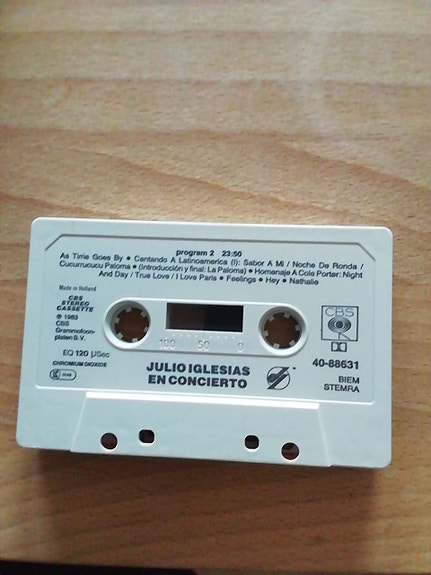 program 2 23:50
As Time Goes By • Cantando A Latinoamerica (I): Sabor A Mi / Noche De Ronda /
Cucurrucucu Paloma • (Introducción y final: La Paloma) • Homenaje A Cole Porter: Night
And Day / True Love / I Love Paris • Feelings • Hey • Nathalie
Made in Holland
CBS
STEREO
CASSETTE
℗ 1983
CBS
Grammofoon-
platen B.V.
EQ 120 µSec
CHROMIUM DIOXIDE
100 50 0
CBS
40-88631
BIEM
STEMRA
JULIO IGLESIAS
EN CONCIERTO